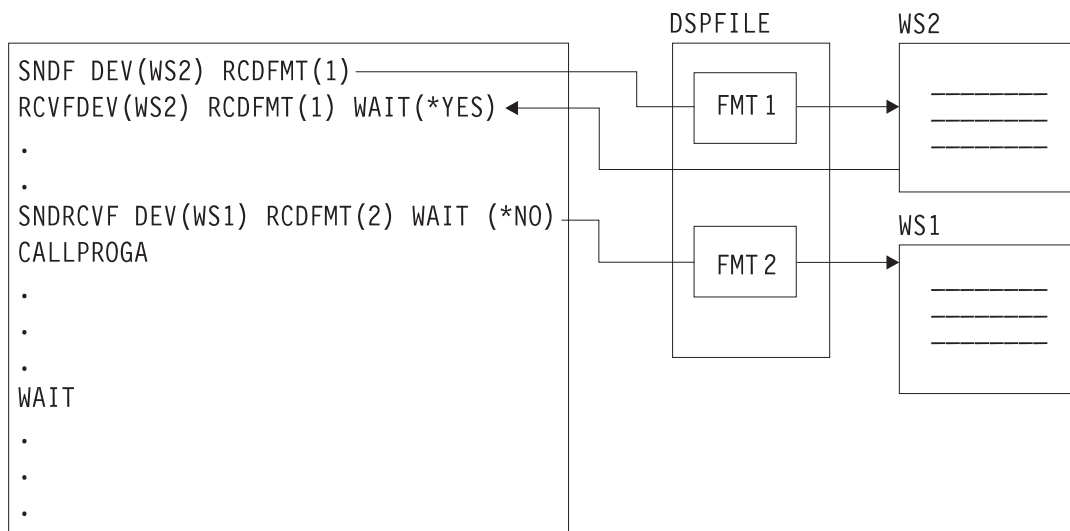 DSPFILE
WS2
SNDF DEV(WS2) RCDFMT(1)
RCVFDEV(WS2) RCDFMT(1) WAIT(*YES)
.
.
SNDRCVF DEV(WS1) RCDFMT(2) WAIT (*NO)
CALLPROGA
.
.
.
WAIT
.
.
.
FMT 1
FMT 2
WS1